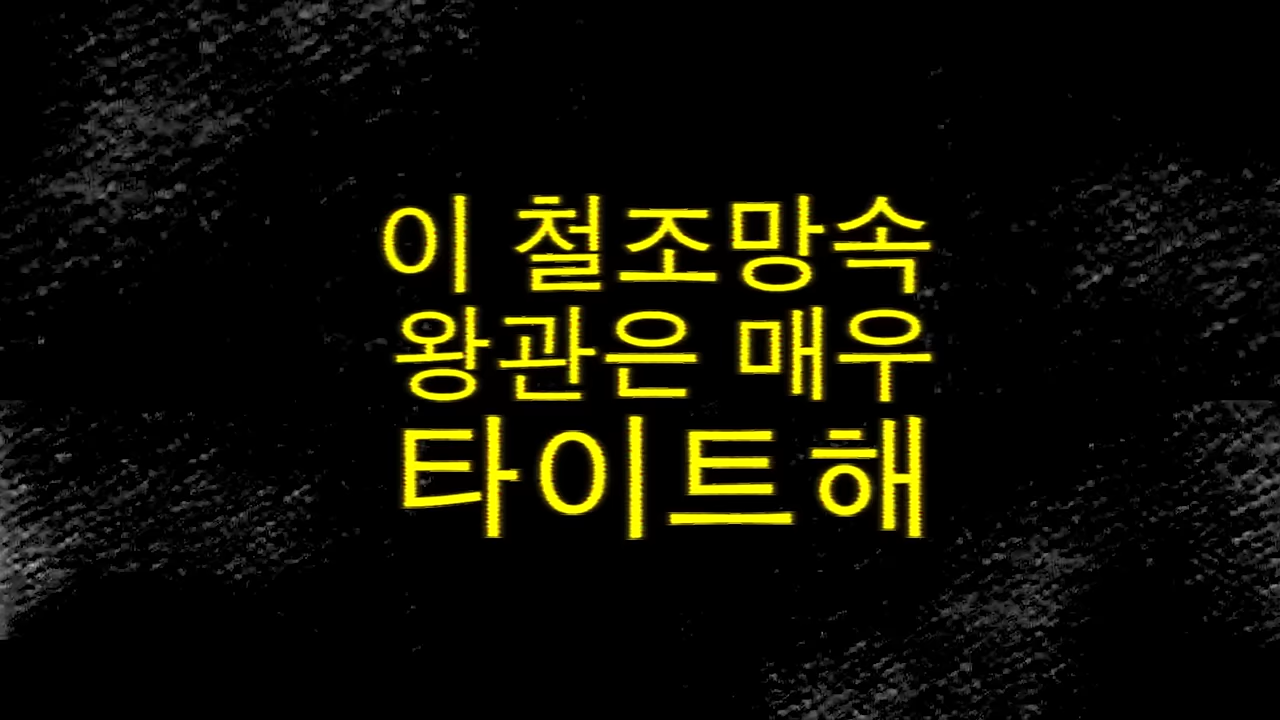 이 철조망속
왕관은 매우
타이트해